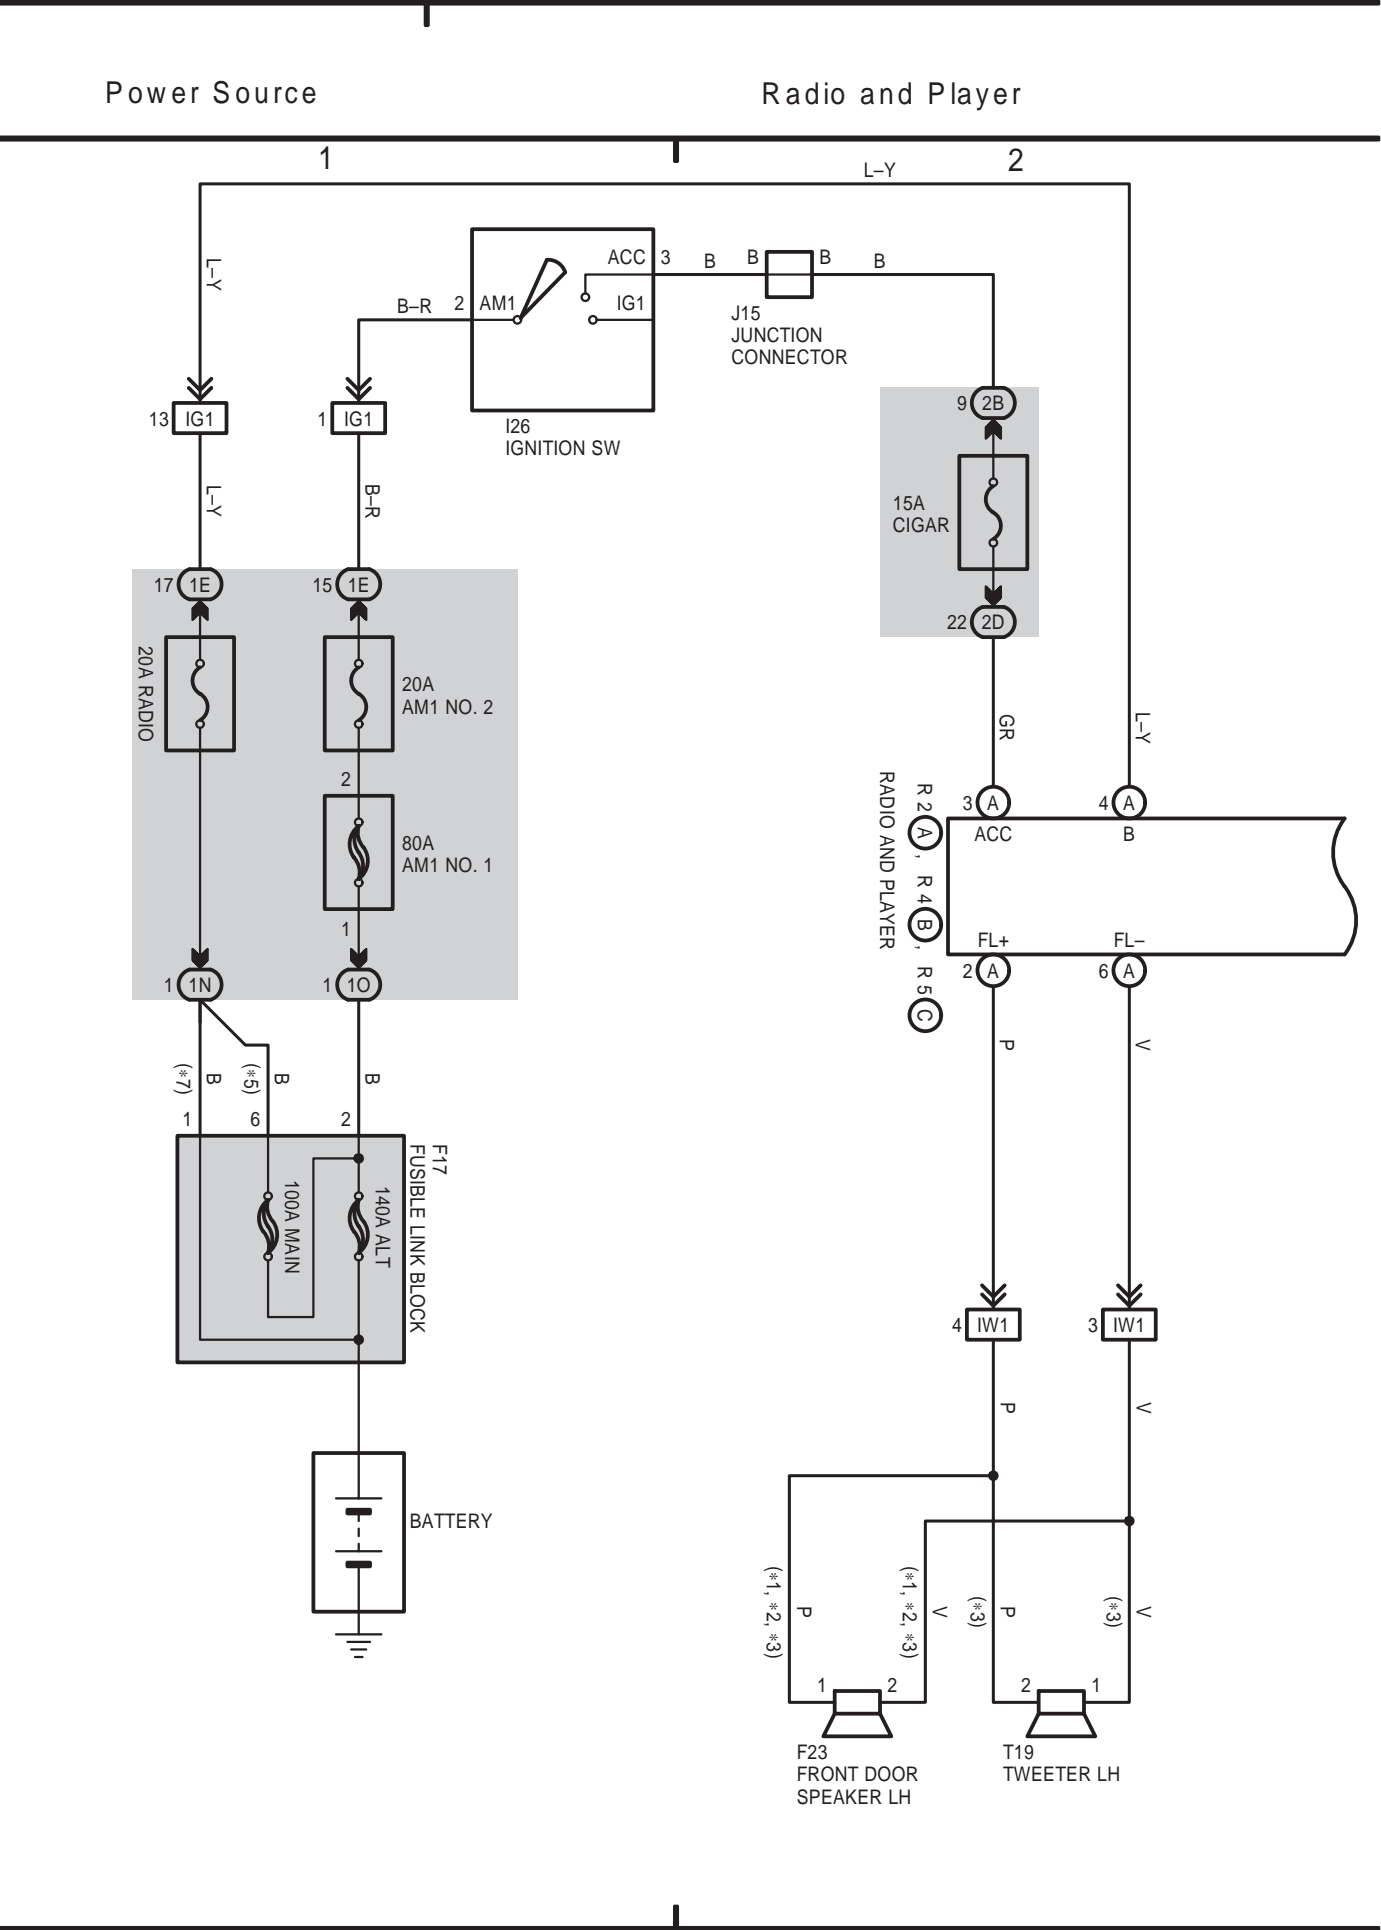 Power Source
Radio and Player
1
2
L–Y
L–Y
B–R
2
AM1
ACC
3
IG1
B
B
B
B
J15
JUNCTION
CONNECTOR
I26
IGNITION SW
13
IG1
1
IG1
L–Y
B–R
9
2B
15A
CIGAR
22
2D
17
1E
15
1E
20A RADIO
20A
AM1 NO. 2
2
80A
AM1 NO. 1
1
1
1N
1
1O
GR
L–Y
3
A
4
A
ACC
B
R 2 A , R 4 B , R 5 C
RADIO AND PLAYER
FL+
FL–
2
A
6
A
P
V
(*7)
B
(*5)
B
B
1
6
2
F17
FUSIBLE LINK BLOCK
100A MAIN
140A ALT
BATTERY
4
IW1
3
IW1
P
V
(*1, *2, *3)
P
(*1, *2, *3)
V
(*3)
P
(*3)
V
1
2
2
1
F23
FRONT DOOR
SPEAKER LH
T19
TWEETER LH